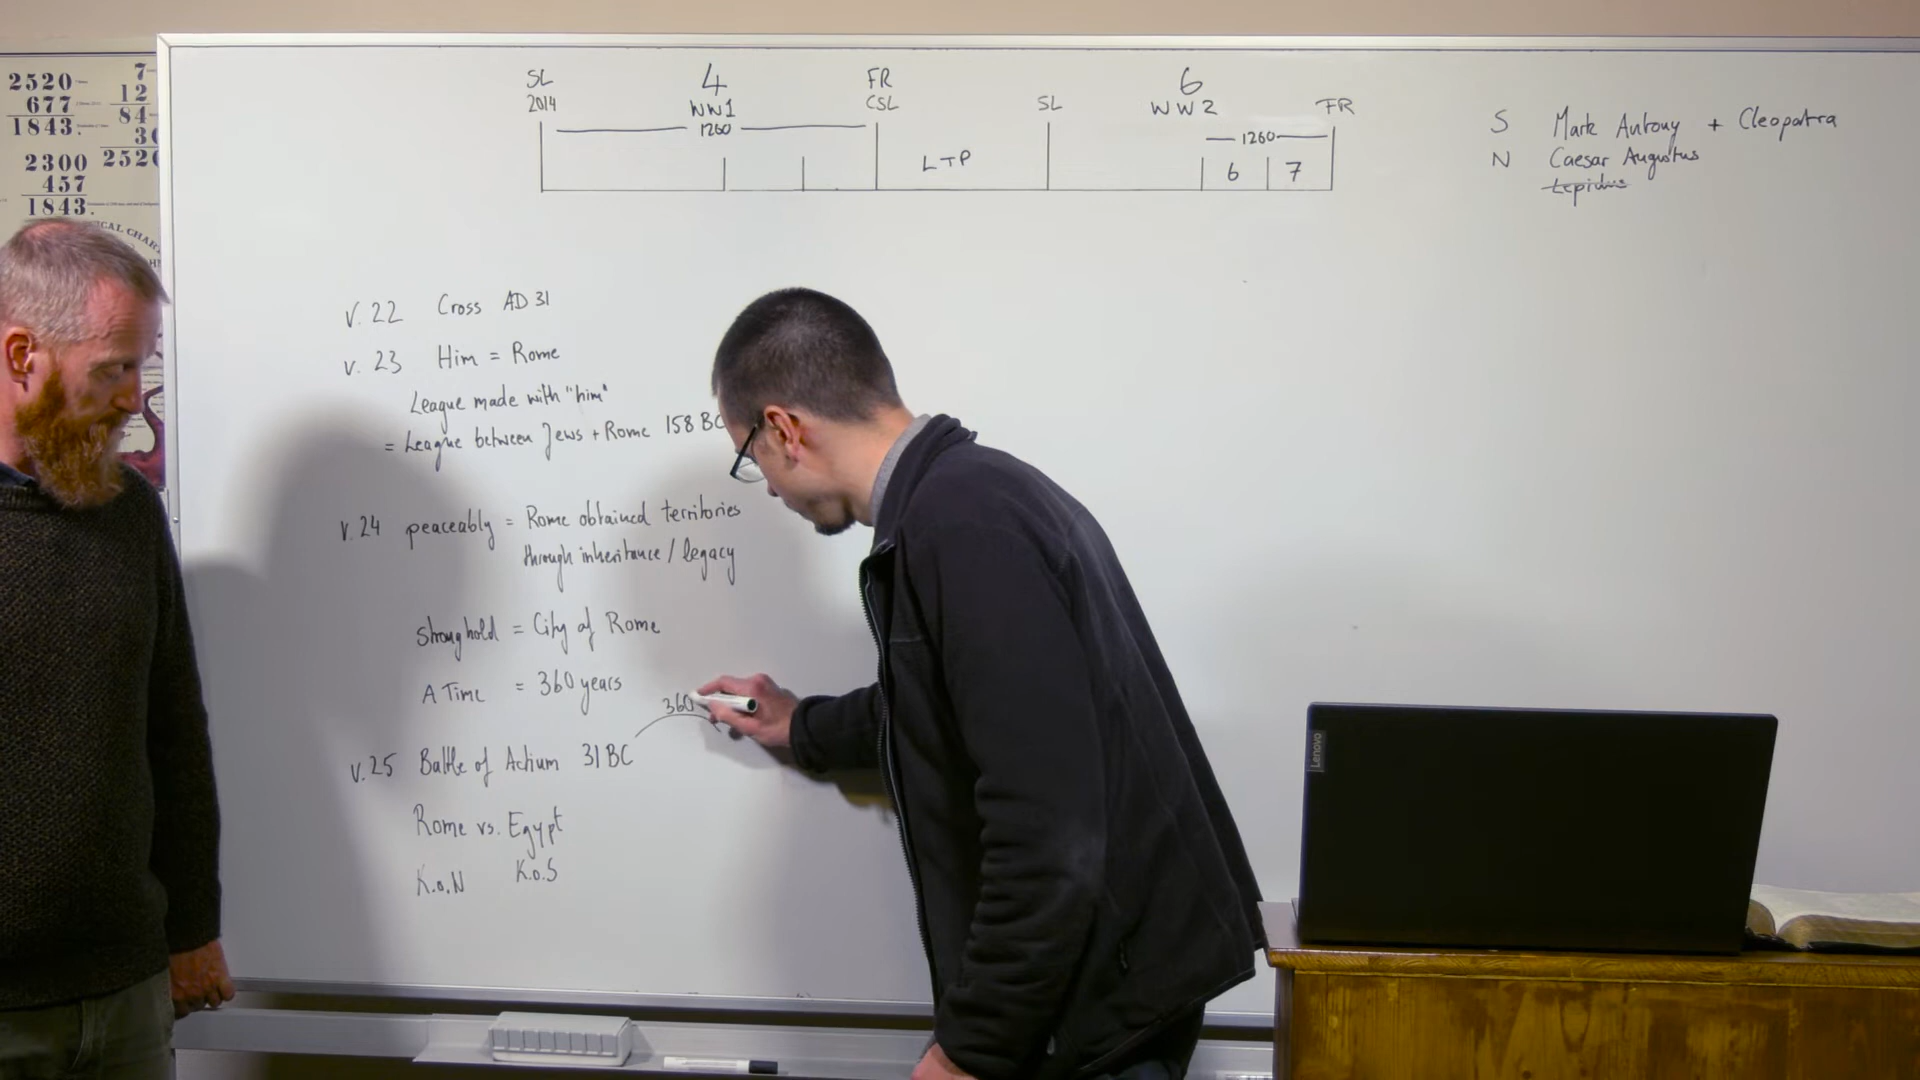 2520
677
1843.
2300
457
1843.
7
12
84
2520
SL 4 FR 6
2014 WW1 CSL SL WW2 FR
1260 1260
LTP 6 7
S Mark Antony + Cleopatra
N Caesar Augustus
Lepidus
V.22 Cross AD 31
v. 23 Him = Rome
League made with "him"
= League between Jews + Rome 158 BC
V.24 peaceably = Rome obtained territories
through inheritance / legacy
stronghold = City of Rome
A Time = 360 years
360
v.25 Battle of Actium 31 BC
Rome vs. Egypt
K.o.N K.o.S
Lenovo